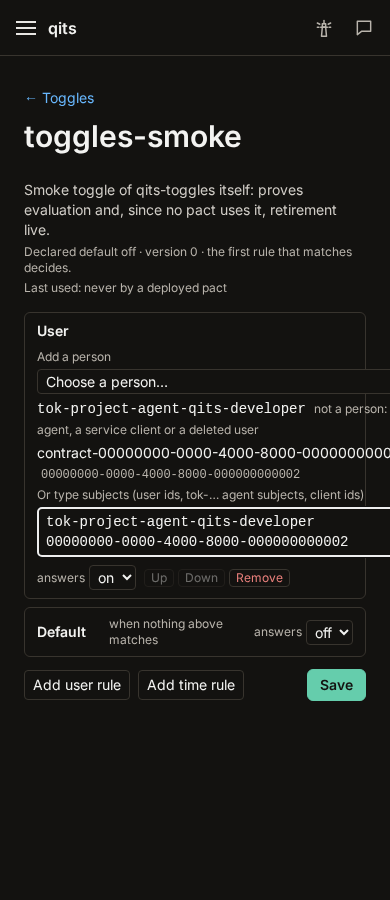 qits
← Toggles
toggles-smoke
Smoke toggle of qits-toggles itself: proves
evaluation and, since no pact uses it, retirement
live.
Declared default off · version 0 · the first rule that matches
decides.
Last used: never by a deployed pact
User
Add a person
Choose a person...
tok-project-agent-qits-developer not a person:
agent, a service client or a deleted user
contract-00000000-0000-4000-8000-0000000000
00000000-0000-4000-8000-000000000002
Or type subjects (user ids, tok-... agent subjects, client ids)
tok-project-agent-qits-developer
00000000-0000-4000-8000-000000000002
answers on Up Down Remove
Default when nothing above matches answers off
Add user rule Add time rule Save